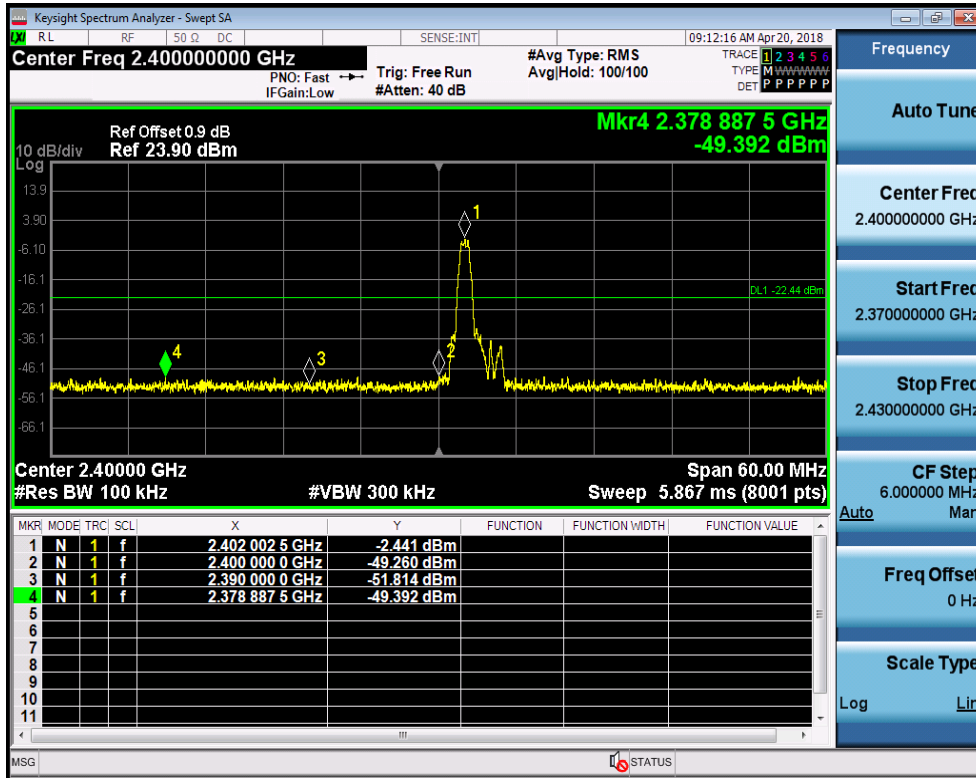 Keysight Spectrum Analyzer - Swept SA
LXI RL RF 50 Ω DC SENSE:INT 09:12:16 AM Apr 20, 2018
Center Freq 2.400000000 GHz
PNO: Fast
IFGain:Low
Trig: Free Run
#Atten: 40 dB
#Avg Type: RMS
Avg|Hold: 100/100
TRACE 1 2 3 4 5 6
TYPE M W W W W W
DET P P P P P P
Ref Offset 0.9 dB
10 dB/div Ref 23.90 dBm
Log
Mkr4 2.378 887 5 GHz
-49.392 dBm
13.9
3.90
-6.10
-16.1
-26.1
-36.1
-46.1
-56.1
-66.1
1
DL1 -22.44 dBm
4
3
2
Center 2.40000 GHz Span 60.00 MHz
#Res BW 100 kHz #VBW 300 kHz Sweep 5.867 ms (8001 pts)
MKR MODE TRC SCL X Y FUNCTION FUNCTION WIDTH FUNCTION VALUE
1 N 1 f 2.402 002 5 GHz -2.441 dBm
2 N 1 f 2.400 000 0 GHz -49.260 dBm
3 N 1 f 2.390 000 0 GHz -51.814 dBm
4 N 1 f 2.378 887 5 GHz -49.392 dBm
5
6
7
8
9
10
11
MSG STATUS
Frequency
Auto Tune
Center Freq
2.400000000 GHz
Start Freq
2.370000000 GHz
Stop Freq
2.430000000 GHz
CF Step
6.000000 MHz
Auto Man
Freq Offset
0 Hz
Scale Type
Log Lin